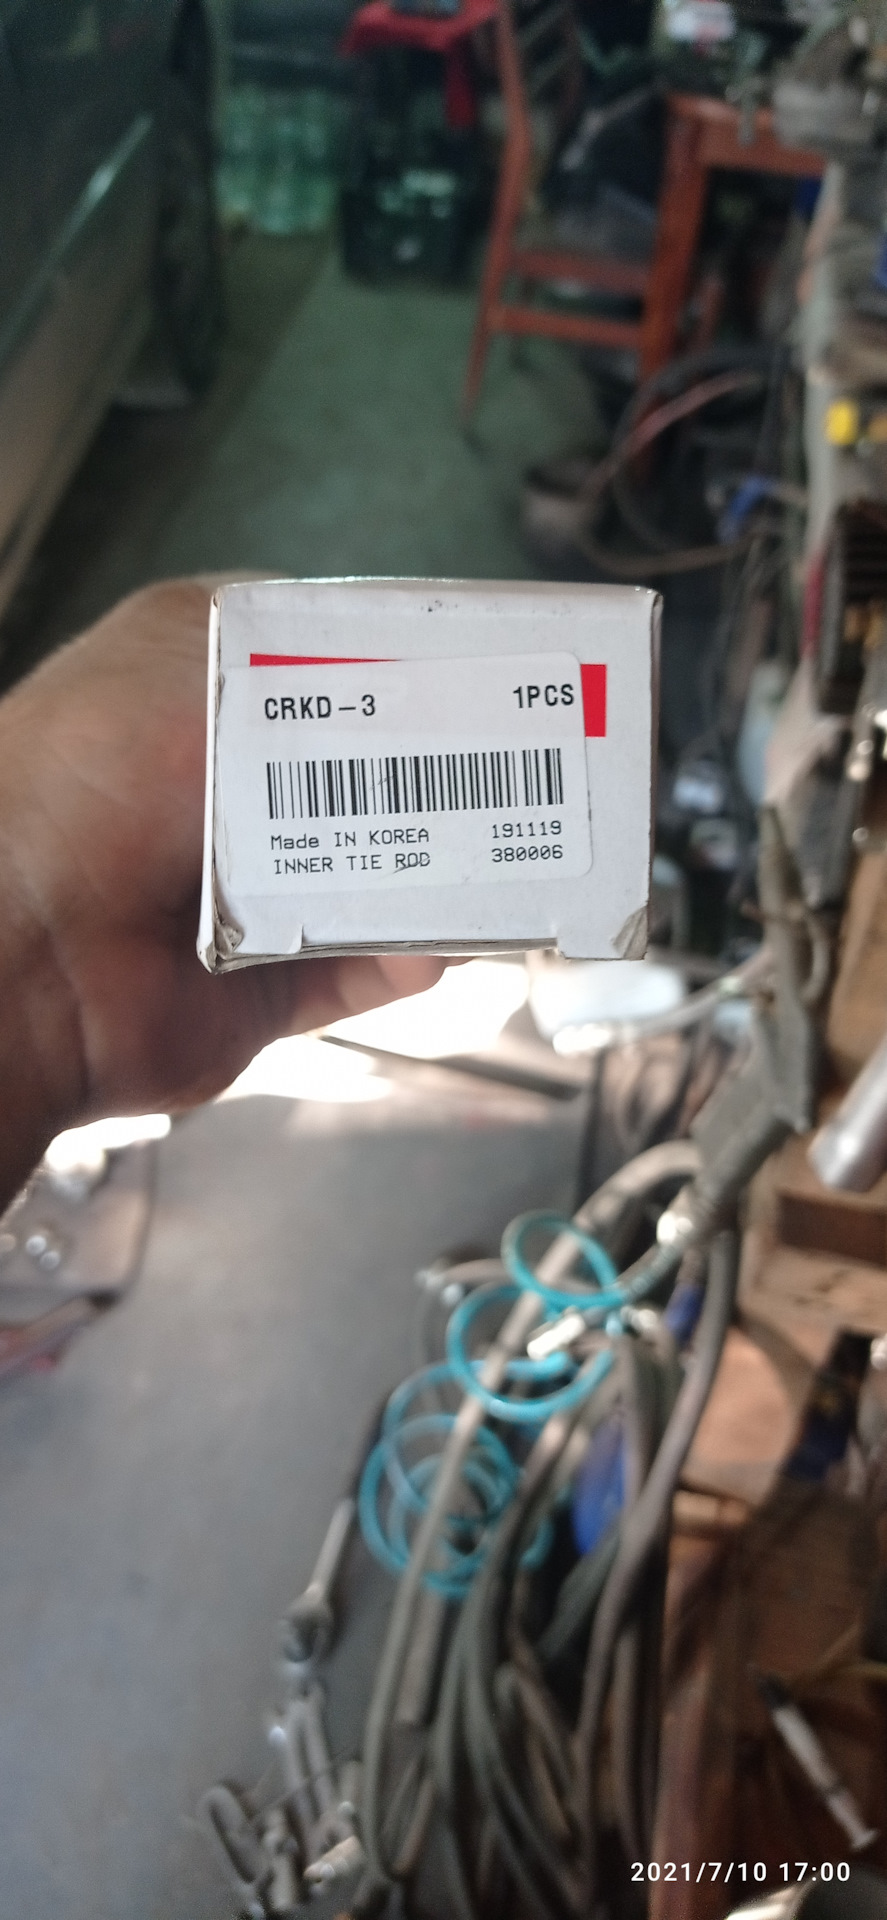 CRKD-3 1PCS
Made IN KOREA 191119
INNER TIE ROD 380006
2021/7/10 17:00